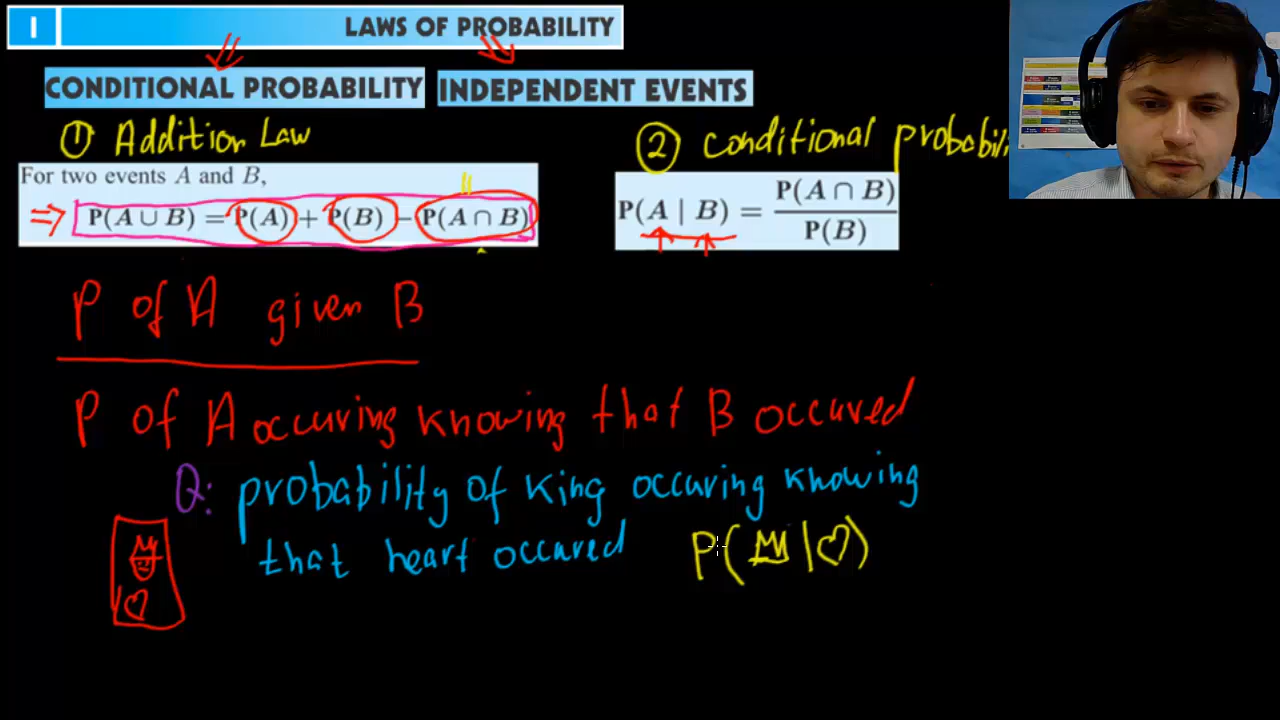 1 LAWS OF PROBABILITY
CONDITIONAL PROBABILITY INDEPENDENT EVENTS
① Addition Law
② Conditional probabili
For two events A and B,
⇒ P(A ∪ B) = P(A) + P(B) − P(A ∩ B)
P(A | B) = P(A ∩ B) / P(B)
P of A given B
P of A occuring knowing that B occured
Q: probability of King occuring knowing
that heart occured P(👑|♡)